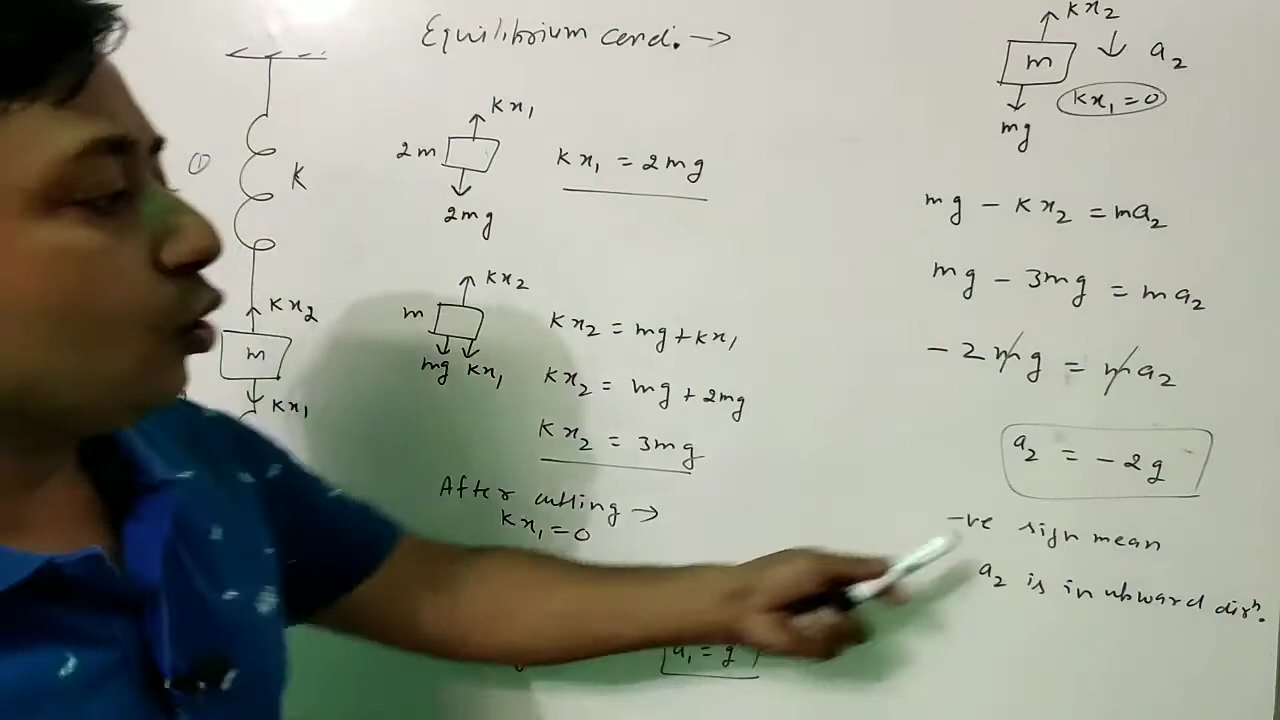 Equilibrium cond. →
①
K
Kx₂
m
Kx₁
Kx₁
2m
2mg
Kx₁ = 2mg
Kx₂
m
mg Kx₁
Kx₂ = mg + Kx₁
Kx₂ = mg + 2mg
Kx₂ = 3mg
After cutting →
Kx₁ = 0
a₁ = g
Kx₂
m
a₂
Kx₁ = 0
mg
mg - Kx₂ = ma₂
mg - 3mg = ma₂
- 2mg = ma₂
a₂ = - 2g
-ve sign mean
a₂ is in upward dirⁿ.